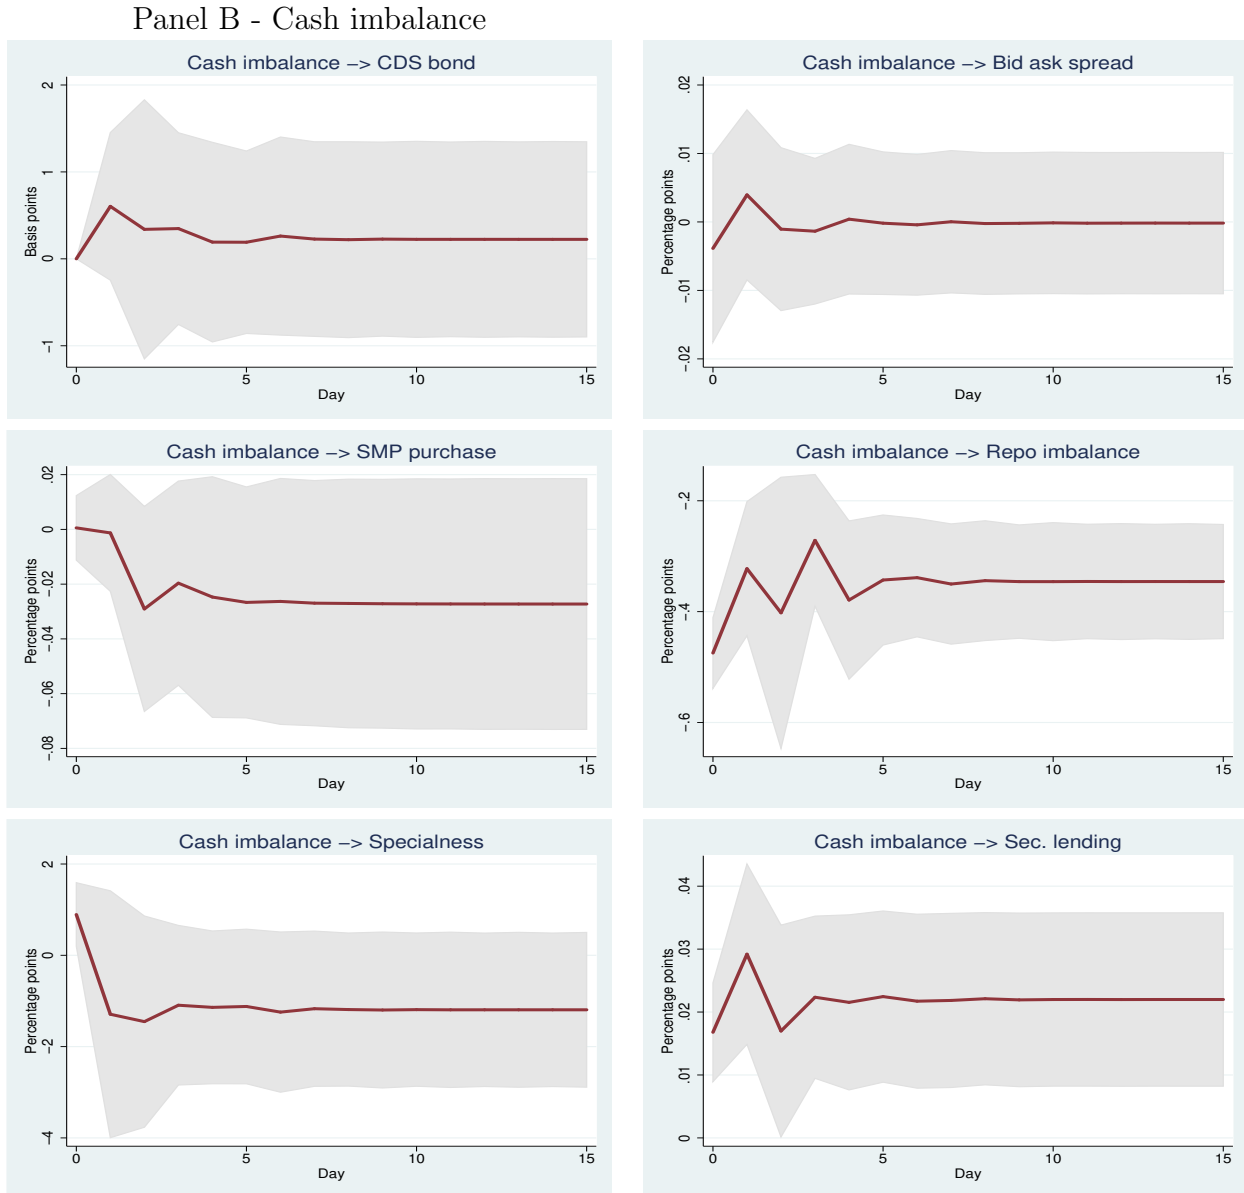 Panel B - Cash imbalance
Cash imbalance −> CDS bond
Basis points
2
1
0
−1
0 5 10 15
Day
Cash imbalance −> Bid ask spread
Percentage points
.02
.01
0
−.01
−.02
0 5 10 15
Day
Cash imbalance −> SMP purchase
Percentage points
.02
0
−.02
−.04
−.06
−.08
0 5 10 15
Day
Cash imbalance −> Repo imbalance
Percentage points
−.2
−.4
−.6
0 5 10 15
Day
Cash imbalance −> Specialness
Percentage points
2
0
−2
−4
0 5 10 15
Day
Cash imbalance −> Sec. lending
Percentage points
.04
.03
.02
.01
0
0 5 10 15
Day